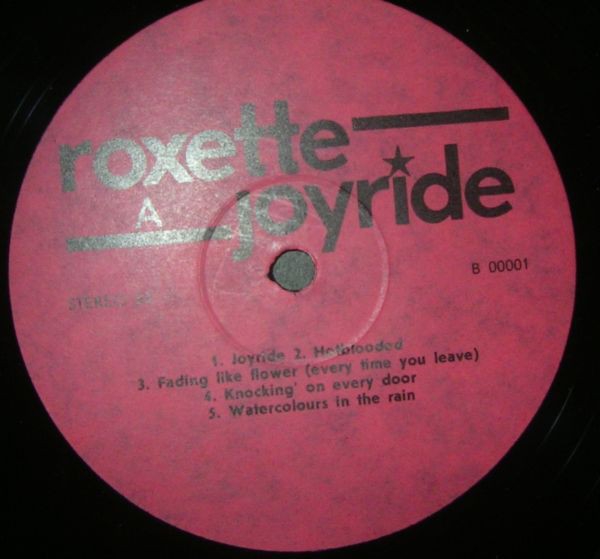 roxette
A
joyride
B 00001
STEREO
1. Joyride 2. Hotblooded
3. Fading like flower (every time you leave)
4. Knocking' on every door
5. Watercolours in the rain